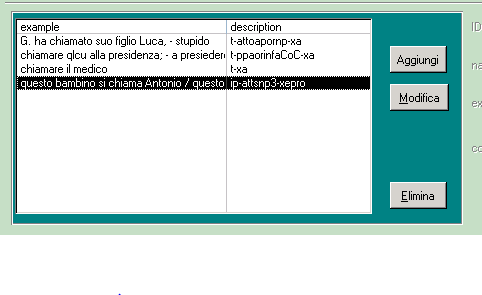 example description
G. ha chiamato suo figlio Luca, - stupido t-attoapornp-xa
chiamare qlcu alla presidenza; - a presieder t-ppaorinfaCoC-xa
chiamare il medico t-xa
questo bambino si chiama Antonio / questo ip-attsnp3-xepro
Aggiungi
Modifica
Elimina
ID
na
ex
co